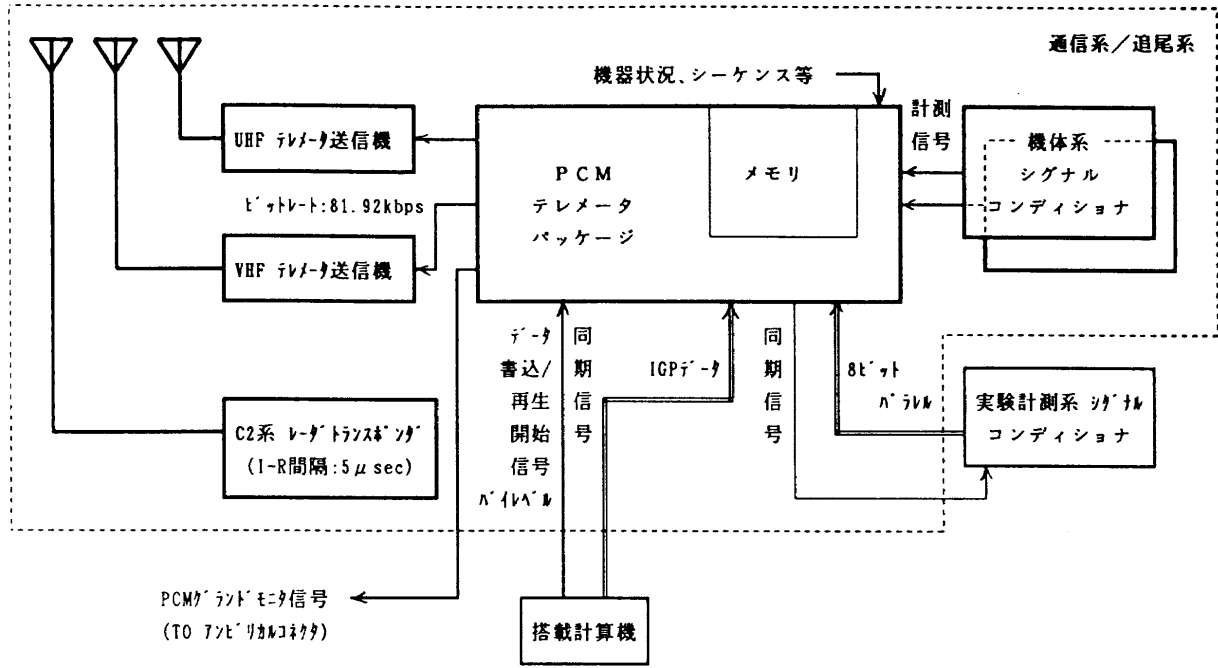 通信系/追尾系
機器状況、シーケンス等
UHF テレメータ送信機
ビットレート:81.92kbps
VHF テレメータ送信機
C2系 レーダトランスポンダ
(I-R間隔:5μsec)
PCM
テレメータ
パッケージ
メモリ
計測
信号
機体系
シグナル
コンディショナ
データ
書込/
再生
開始
信号
バイレベル
同期信号
IGPデータ
同期信号
8ビット
パラレル
実験計測系 シグナル
コンディショナ
PCMグランドモニタ信号
(TO アンビリカルコネクタ)
搭載計算機